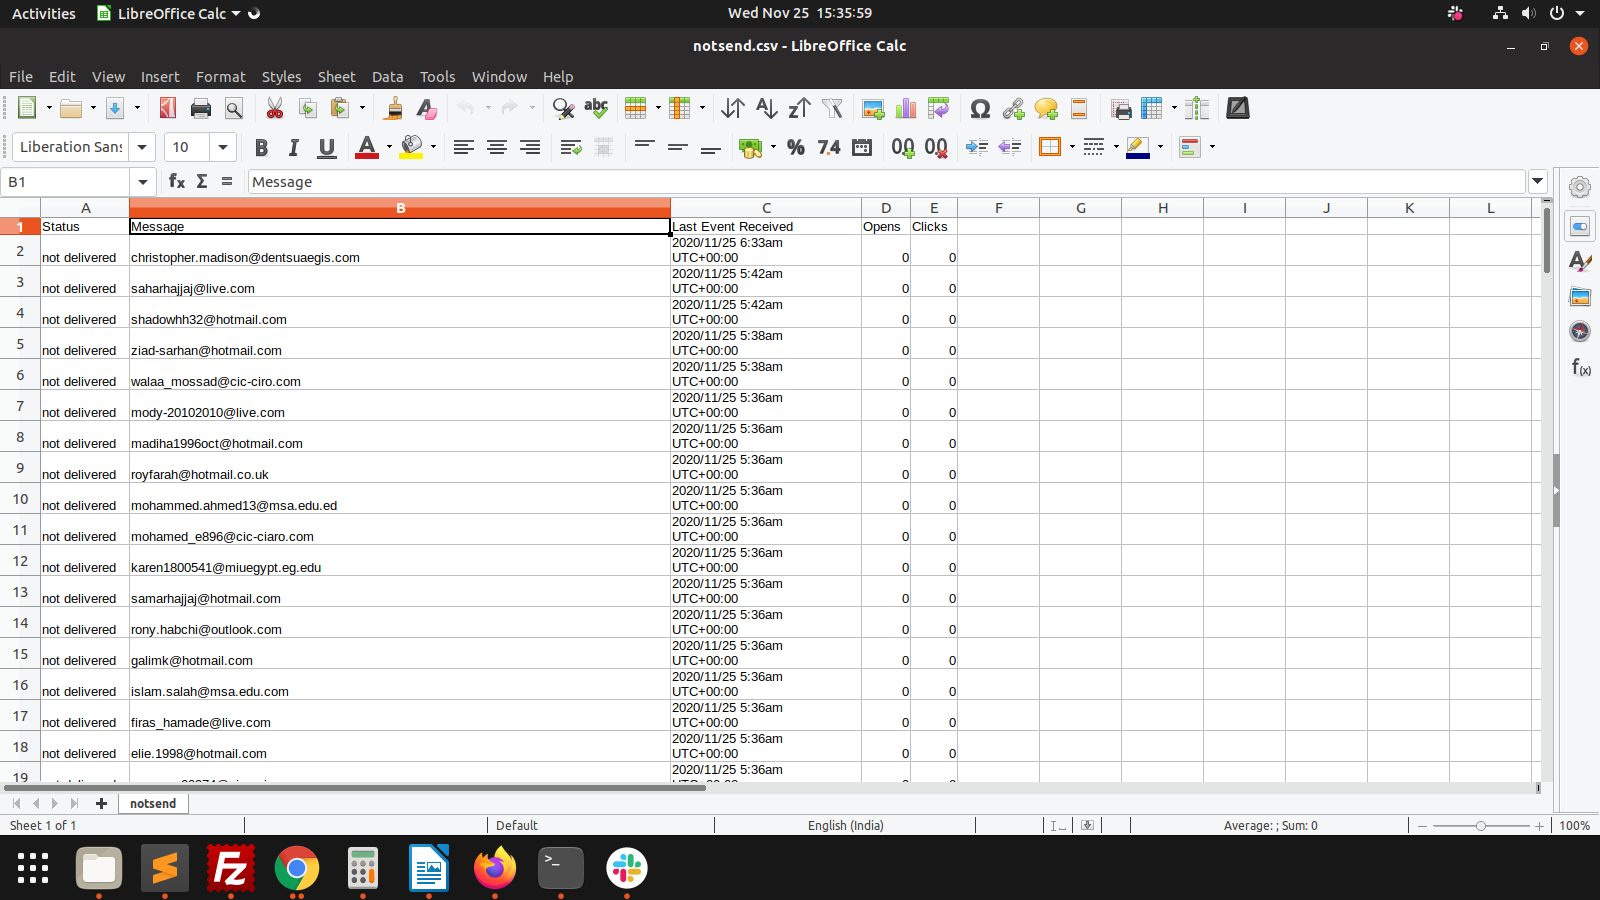 Activities LibreOffice Calc Wed Nov 25 15:35:59
notsend.csv - LibreOffice Calc
File Edit View Insert Format Styles Sheet Data Tools Window Help
Liberation Sans 10
B1 Message
A B C D E F G H I J K L
1 Status Message Last Event Received Opens Clicks
2 not delivered christopher.madison@dentsuaegis.com 2020/11/25 6:33am UTC+00:00 0 0
3 not delivered saharhajjaj@live.com 2020/11/25 5:42am UTC+00:00 0 0
4 not delivered shadowhh32@hotmail.com 2020/11/25 5:42am UTC+00:00 0 0
5 not delivered ziad-sarhan@hotmail.com 2020/11/25 5:38am UTC+00:00 0 0
6 not delivered walaa_mossad@cic-ciro.com 2020/11/25 5:38am UTC+00:00 0 0
7 not delivered mody-20102010@live.com 2020/11/25 5:36am UTC+00:00 0 0
8 not delivered madiha1996oct@hotmail.com 2020/11/25 5:36am UTC+00:00 0 0
9 not delivered royfarah@hotmail.co.uk 2020/11/25 5:36am UTC+00:00 0 0
10 not delivered mohammed.ahmed13@msa.edu.ed 2020/11/25 5:36am UTC+00:00 0 0
11 not delivered mohamed_e896@cic-ciaro.com 2020/11/25 5:36am UTC+00:00 0 0
12 not delivered karen1800541@miuegypt.eg.edu 2020/11/25 5:36am UTC+00:00 0 0
13 not delivered samarhajjaj@hotmail.com 2020/11/25 5:36am UTC+00:00 0 0
14 not delivered rony.habchi@outlook.com 2020/11/25 5:36am UTC+00:00 0 0
15 not delivered galimk@hotmail.com 2020/11/25 5:36am UTC+00:00 0 0
16 not delivered islam.salah@msa.edu.com 2020/11/25 5:36am UTC+00:00 0 0
17 not delivered firas_hamade@live.com 2020/11/25 5:36am UTC+00:00 0 0
18 not delivered elie.1998@hotmail.com 2020/11/25 5:36am UTC+00:00 0 0
19 2020/11/25 5:36am
notsend
Sheet 1 of 1 Default English (India) Average: ; Sum: 0 100%